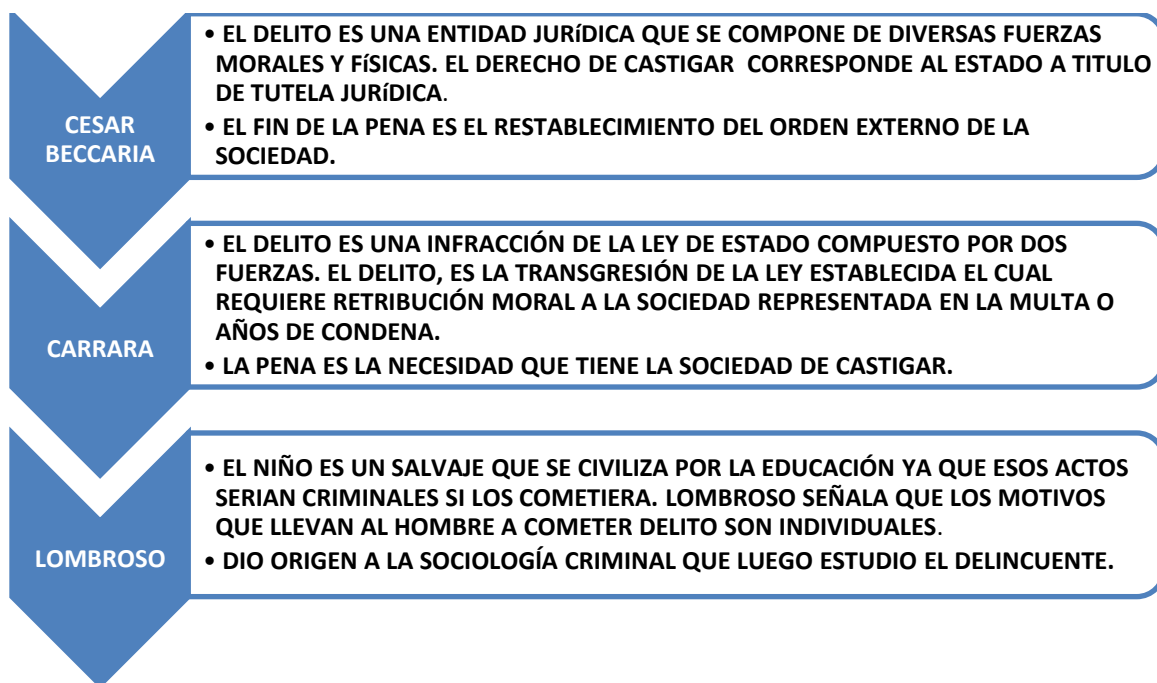 CESAR
BECCARIA
• EL DELITO ES UNA ENTIDAD JURíDICA QUE SE COMPONE DE DIVERSAS FUERZAS
MORALES Y FíSICAS. EL DERECHO DE CASTIGAR CORRESPONDE AL ESTADO A TITULO
DE TUTELA JURíDICA.
• EL FIN DE LA PENA ES EL RESTABLECIMIENTO DEL ORDEN EXTERNO DE LA
SOCIEDAD.
CARRARA
• EL DELITO ES UNA INFRACCIÓN DE LA LEY DE ESTADO COMPUESTO POR DOS
FUERZAS. EL DELITO, ES LA TRANSGRESIÓN DE LA LEY ESTABLECIDA EL CUAL
REQUIERE RETRIBUCIÓN MORAL A LA SOCIEDAD REPRESENTADA EN LA MULTA O
AÑOS DE CONDENA.
• LA PENA ES LA NECESIDAD QUE TIENE LA SOCIEDAD DE CASTIGAR.
LOMBROSO
• EL NIÑO ES UN SALVAJE QUE SE CIVILIZA POR LA EDUCACIÓN YA QUE ESOS ACTOS
SERIAN CRIMINALES SI LOS COMETIERA. LOMBROSO SEÑALA QUE LOS MOTIVOS
QUE LLEVAN AL HOMBRE A COMETER DELITO SON INDIVIDUALES.
• DIO ORIGEN A LA SOCIOLOGÍA CRIMINAL QUE LUEGO ESTUDIO EL DELINCUENTE.